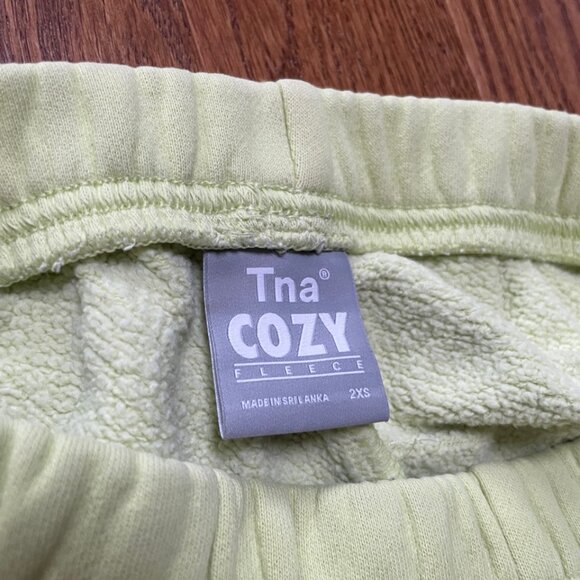 Tna®
COZY
FLEECE
MADE IN SRI LANKA 2XS